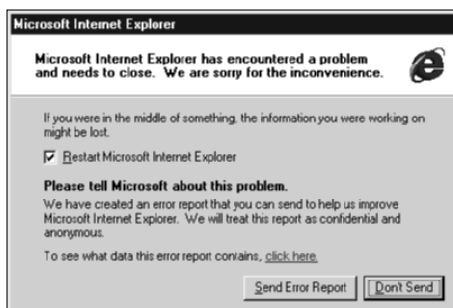 Microsoft Internet Explorer
Microsoft Internet Explorer has encountered a problem
and needs to close. We are sorry for the inconvenience.
If you were in the middle of something, the information you were working on
might be lost.
Restart Microsoft Internet Explorer
Please tell Microsoft about this problem.
We have created an error report that you can send to help us improve
Microsoft Internet Explorer. We will treat this report as confidential and
anonymous.
To see what data this error report contains, click here.
Send Error Report Don't Send